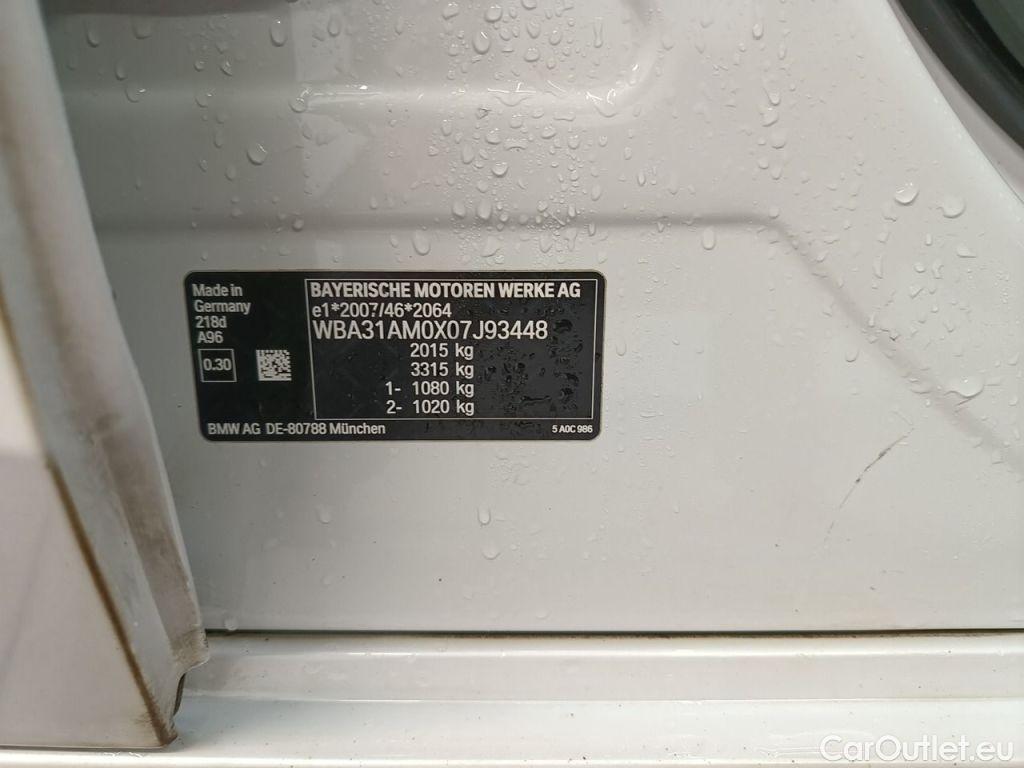 Made in
Germany
218d
A96
0.30
BAYERISCHE MOTOREN WERKE AG
e1*2007/46*2064
WBA31AM0X07J93448
2015 kg
3315 kg
1- 1080 kg
2- 1020 kg
BMW AG DE-80788 München
5 A0C 986
CarOutlet.eu